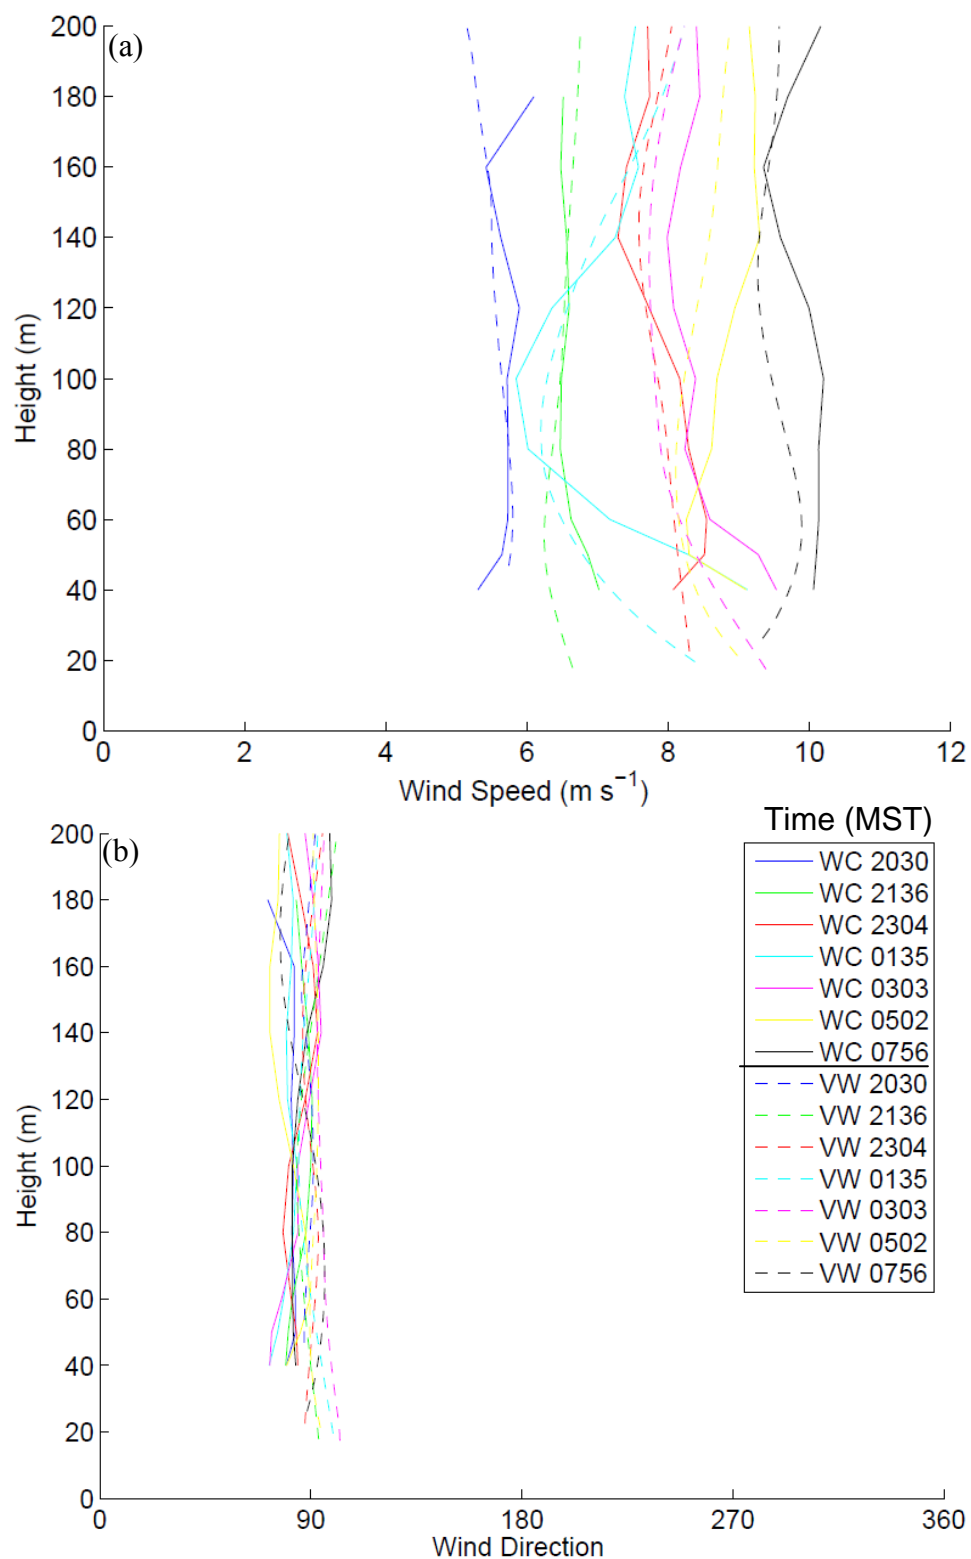 (a)
200
180
160
140
120
100
80
60
40
20
0
Height (m)
0 2 4 6 8 10 12
Wind Speed (m s⁻¹)
Time (MST)
WC 2030
WC 2136
WC 2304
WC 0135
WC 0303
WC 0502
WC 0756
VW 2030
VW 2136
VW 2304
VW 0135
VW 0303
VW 0502
VW 0756
(b)
200
180
160
140
120
100
80
60
40
20
0
Height (m)
0 90 180 270 360
Wind Direction